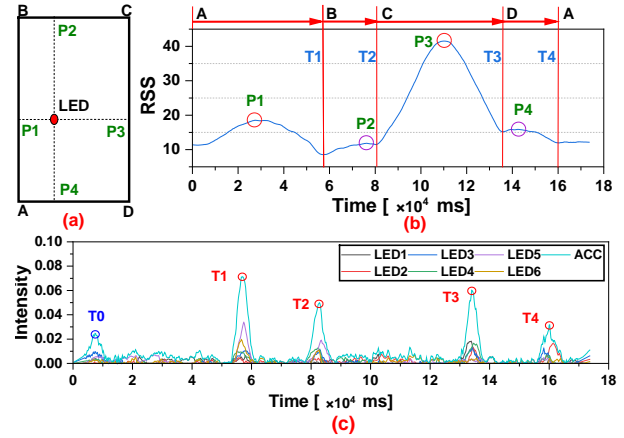 B C
P2
LED
P1 P3
P4
A D
(a)
A B C D A
T1 T2 T3 T4
P1 P2 P3 P4
RSS
40
30
20
10
0 2 4 6 8 10 12 14 16 18
Time [ ×10⁴ ms]
(b)
LED1 LED3 LED5 ACC
LED2 LED4 LED6
T0 T1 T2 T3 T4
Intensity
0.10
0.08
0.06
0.04
0.02
0.00
0 2 4 6 8 10 12 14 16 18
Time [ ×10⁴ ms]
(c)